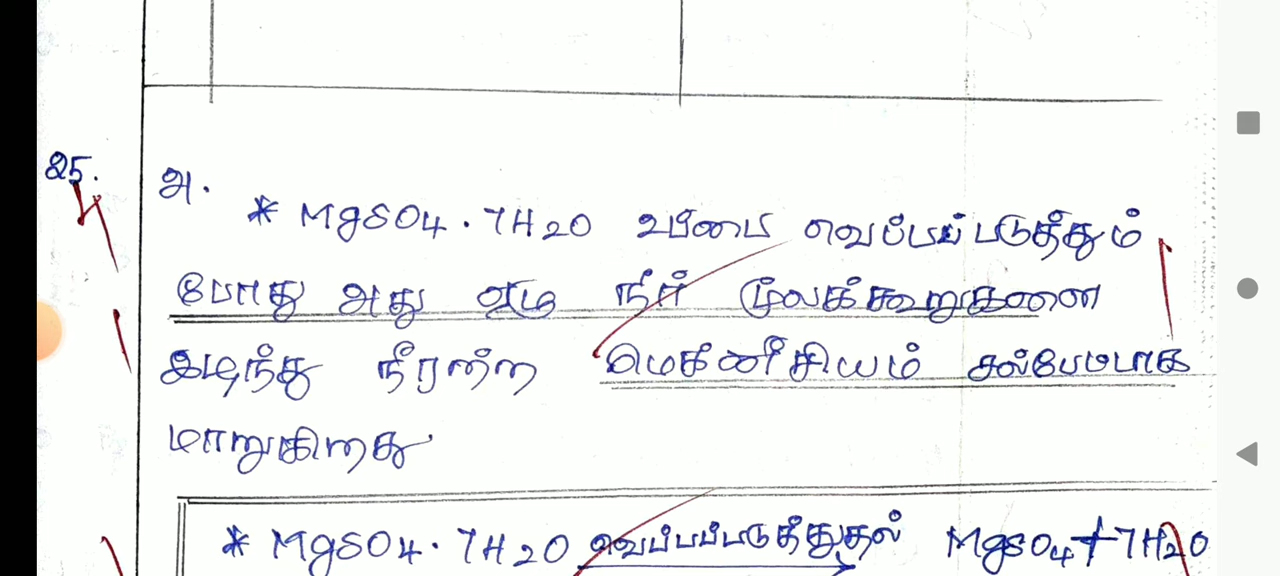 25.
அ.
* MgSO4 . 7H2O உப்பை வெப்பப்படுத்தும்
போது அது ஏழு நீர் மூலக்கூறுகளை
இழந்து நீரற்ற மெக்னீசியம் சல்பேட்டாக
மாறுகிறது
* MgSO4 . 7H2O வெப்பப்படுத்துதல் MgSO4 + 7H2O